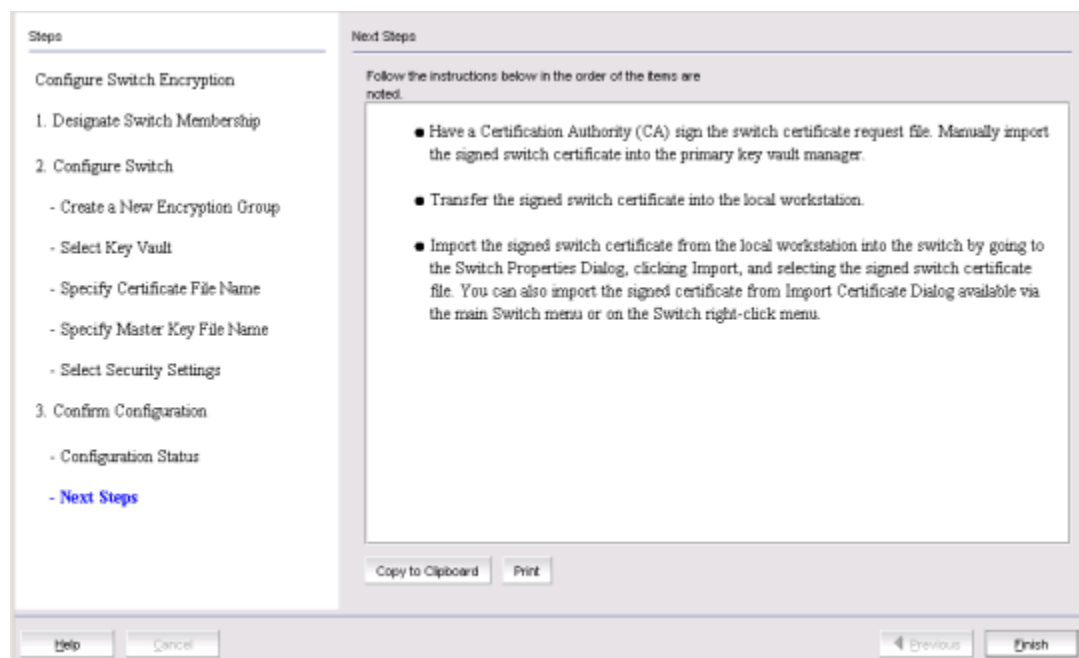 Steps
Configure Switch Encryption
1. Designate Switch Membership
2. Configure Switch
- Create a New Encryption Group
- Select Key Vault
- Specify Certificate File Name
- Specify Master Key File Name
- Select Security Settings
3. Confirm Configuration
- Configuration Status
- Next Steps
Next Steps
Follow the instructions below in the order of the items are
noted.
● Have a Certification Authority (CA) sign the switch certificate request file. Manually import
the signed switch certificate into the primary key vault manager.
● Transfer the signed switch certificate into the local workstation.
● Import the signed switch certificate from the local workstation into the switch by going to
the Switch Properties Dialog, clicking Import, and selecting the signed switch certificate
file. You can also import the signed certificate from Import Certificate Dialog available via
the main Switch menu or on the Switch right-click menu.
Copy to Clipboard Print
Help Cancel Previous Finish